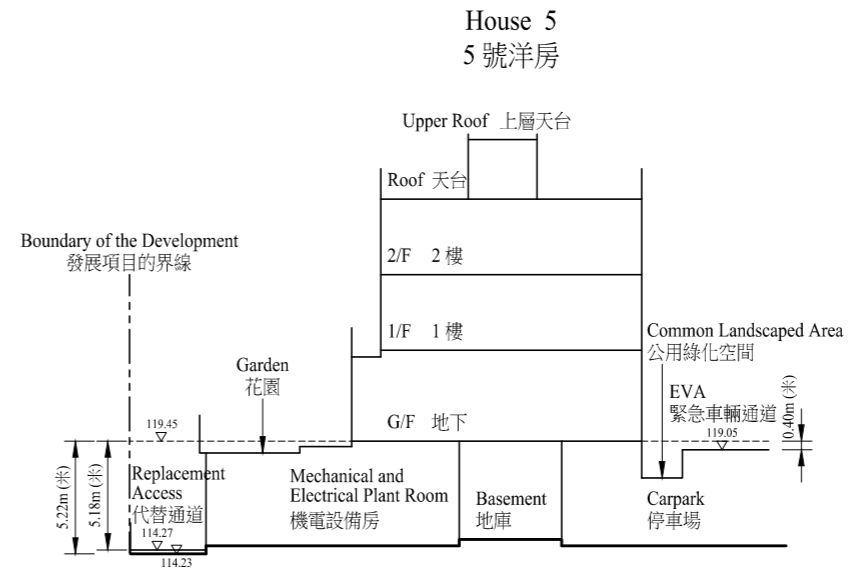 House 5
5 號洋房
Upper Roof 上層天台
Roof 天台
Boundary of the Development
發展項目的界線
2/F 2 樓
1/F 1 樓
Common Landscaped Area
公用綠化空間
Garden
花園
EVA
緊急車輛通道
119.05
0.40m (米)
G/F 地下
119.45
5.22m (米)
5.18m (米)
Replacement
Access
代替通道
114.27
114.23
Mechanical and
Electrical Plant Room
機電設備房
Basement
地庫
Carpark
停車場